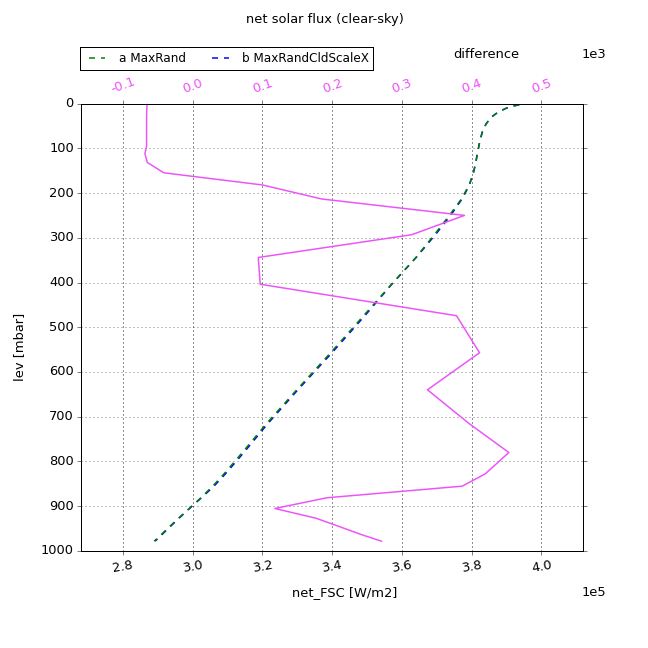 net solar flux (clear-sky)
a MaxRand
b MaxRandCldScaleX
difference
1e3
-0.1 0.0 0.1 0.2 0.3 0.4 0.5
0
100
200
300
400
500
600
700
800
900
1000
lev [mbar]
2.8 3.0 3.2 3.4 3.6 3.8 4.0
net_FSC [W/m2]
1e5